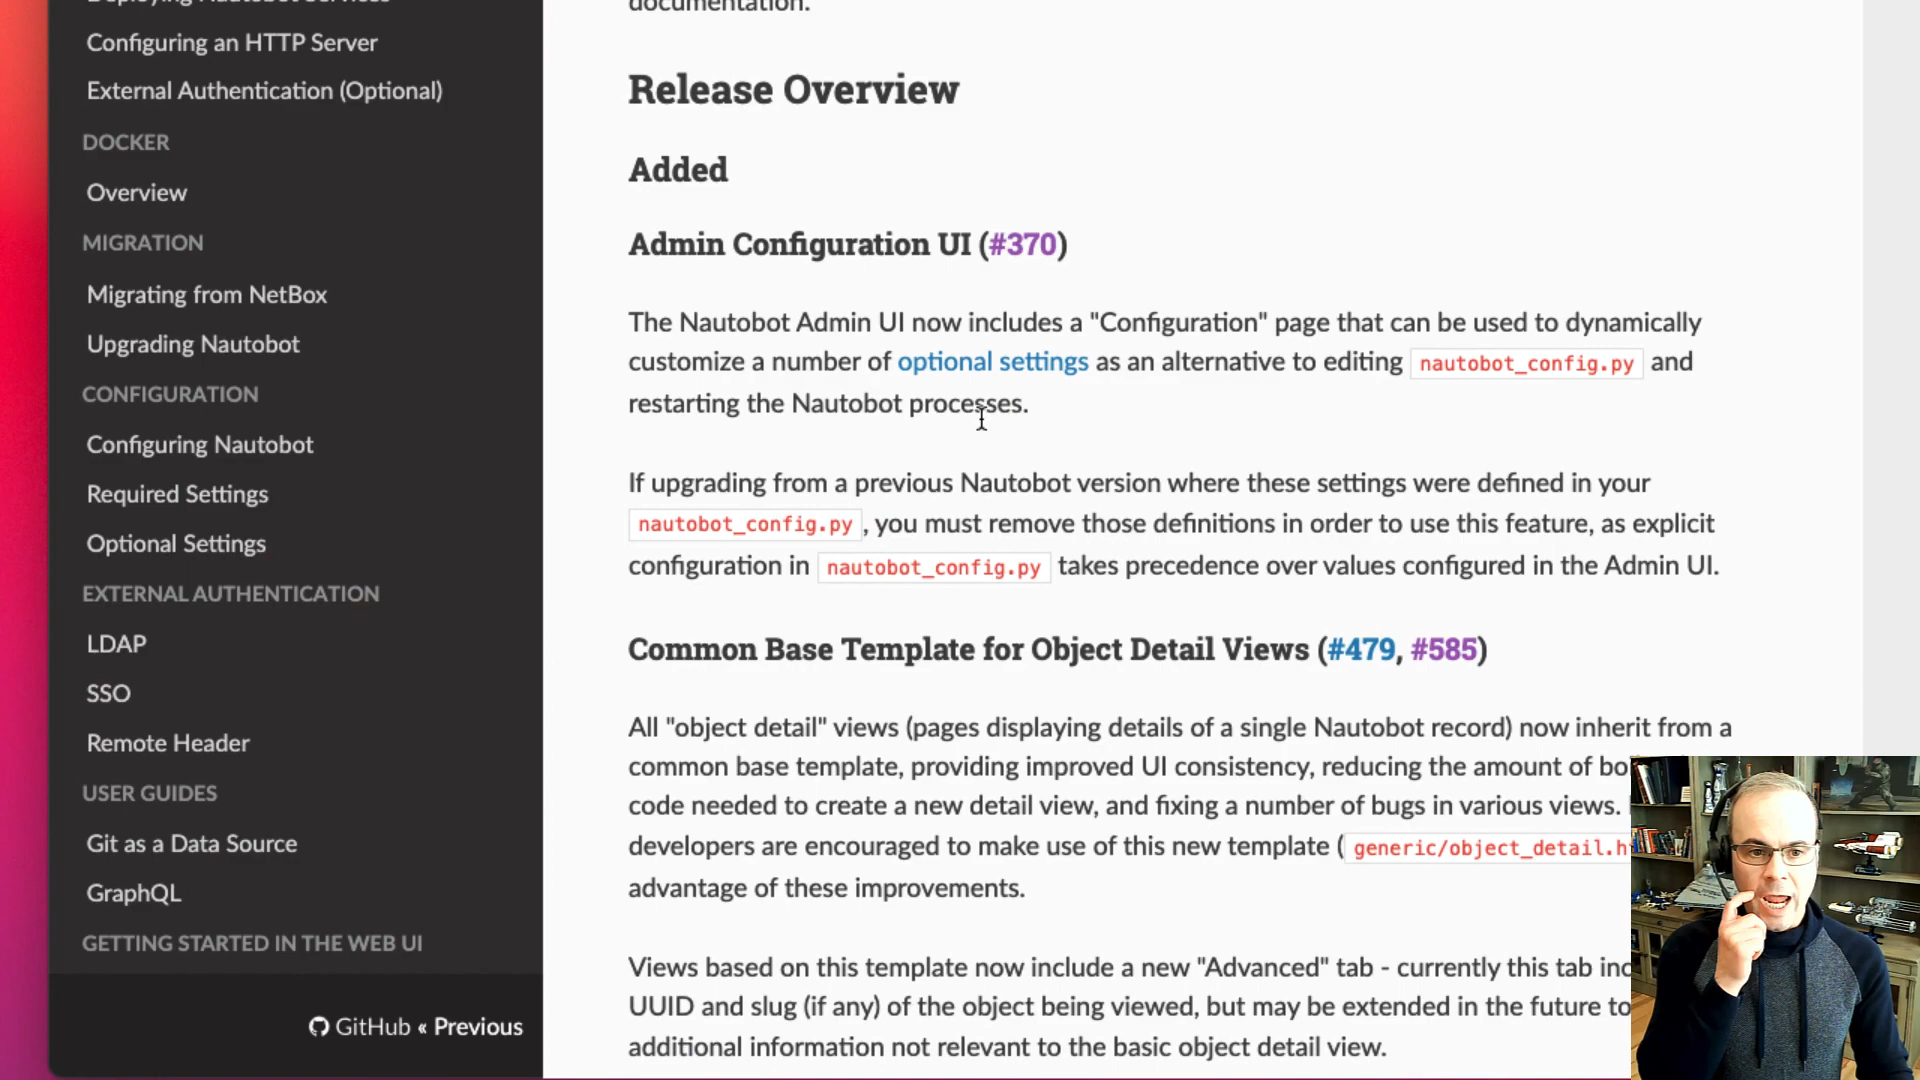 Deploying Nautobot Services
Configuring an HTTP Server
External Authentication (Optional)
DOCKER
Overview
MIGRATION
Migrating from NetBox
Upgrading Nautobot
CONFIGURATION
Configuring Nautobot
Required Settings
Optional Settings
EXTERNAL AUTHENTICATION
LDAP
SSO
Remote Header
USER GUIDES
Git as a Data Source
GraphQL
GETTING STARTED IN THE WEB UI
GitHub « Previous
documentation.
Release Overview
Added
Admin Configuration UI (#370)
The Nautobot Admin UI now includes a "Configuration" page that can be used to dynamically
customize a number of optional settings as an alternative to editing nautobot_config.py and
restarting the Nautobot processes.
If upgrading from a previous Nautobot version where these settings were defined in your
nautobot_config.py, you must remove those definitions in order to use this feature, as explicit
configuration in nautobot_config.py takes precedence over values configured in the Admin UI.
Common Base Template for Object Detail Views (#479, #585)
All "object detail" views (pages displaying details of a single Nautobot record) now inherit from a
common base template, providing improved UI consistency, reducing the amount of bo
code needed to create a new detail view, and fixing a number of bugs in various views.
developers are encouraged to make use of this new template (generic/object_detail.h
advantage of these improvements.
Views based on this template now include a new "Advanced" tab - currently this tab inc
UUID and slug (if any) of the object being viewed, but may be extended in the future to
additional information not relevant to the basic object detail view.